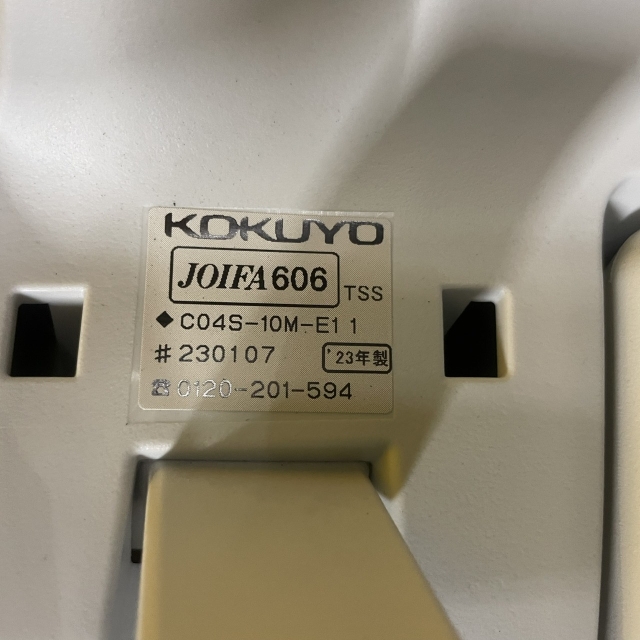 KOKUYO
JOIFA606 TSS
◆ C04S-10M-E11
# 230107 '23年製
☎ 0120-201-594